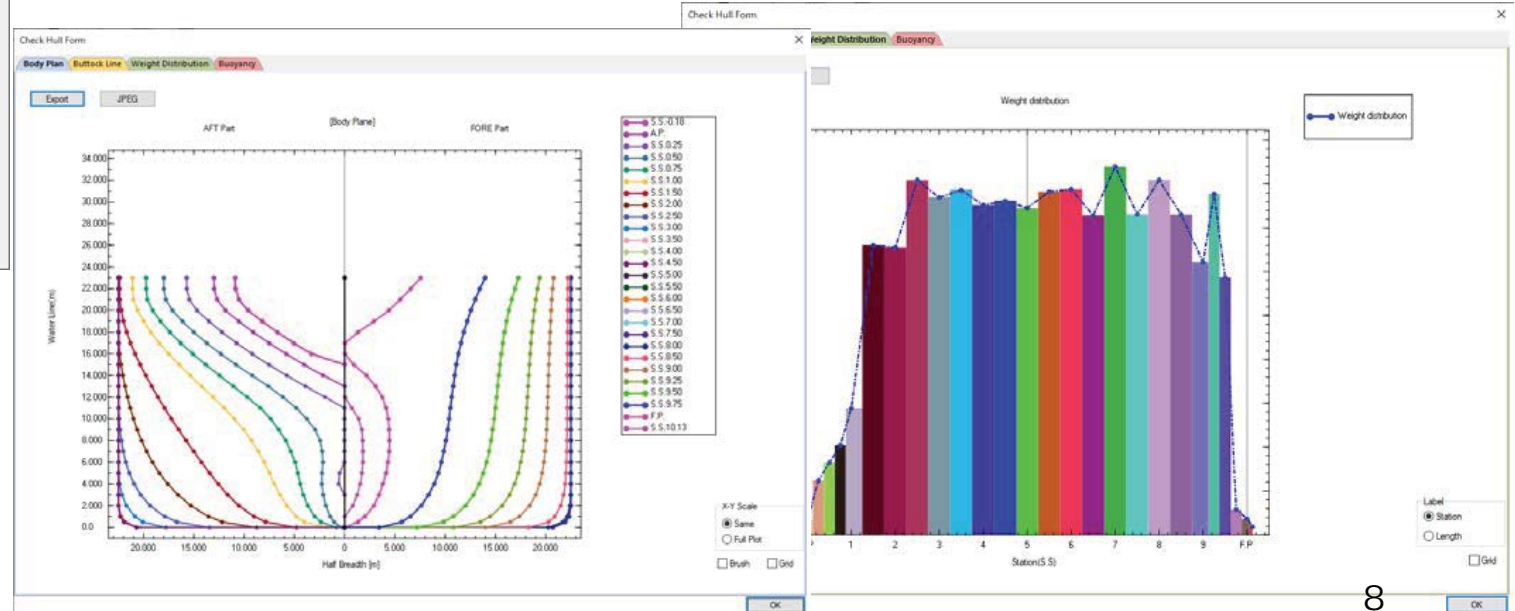 Check Hull Form
Body Plan Buttock Line Weight Distribution Buoyancy
Export JPEG
[Body Plane]
AFT Part FORE Part
34.000
32.000
30.000
28.000
26.000
24.000
22.000
20.000
18.000
16.000
14.000
12.000
10.000
8.000
6.000
4.000
2.000
0.0
Water Line(m)
20.000 15.000 10.000 5.000 0 5.000 10.000 15.000 20.000
Half Breadth [m]
S.S.-0.18
A.P.
S.S.0.25
S.S.0.50
S.S.0.75
S.S.1.00
S.S.1.50
S.S.2.00
S.S.2.50
S.S.3.00
S.S.3.50
S.S.4.00
S.S.4.50
S.S.5.00
S.S.5.50
S.S.6.00
S.S.6.50
S.S.7.00
S.S.7.50
S.S.8.00
S.S.8.50
S.S.9.00
S.S.9.25
S.S.9.50
S.S.9.75
F.P.
S.S.10.13
X-Y Scale
Same
Full Plot
Brush Grid
OK
Check Hull Form
Weight Distribution Buoyancy
Weight distribution
Weight distribution
1 2 3 4 5 6 7 8 9 F.P
Station(S.S)
Label
Station
Length
Grid
8
OK